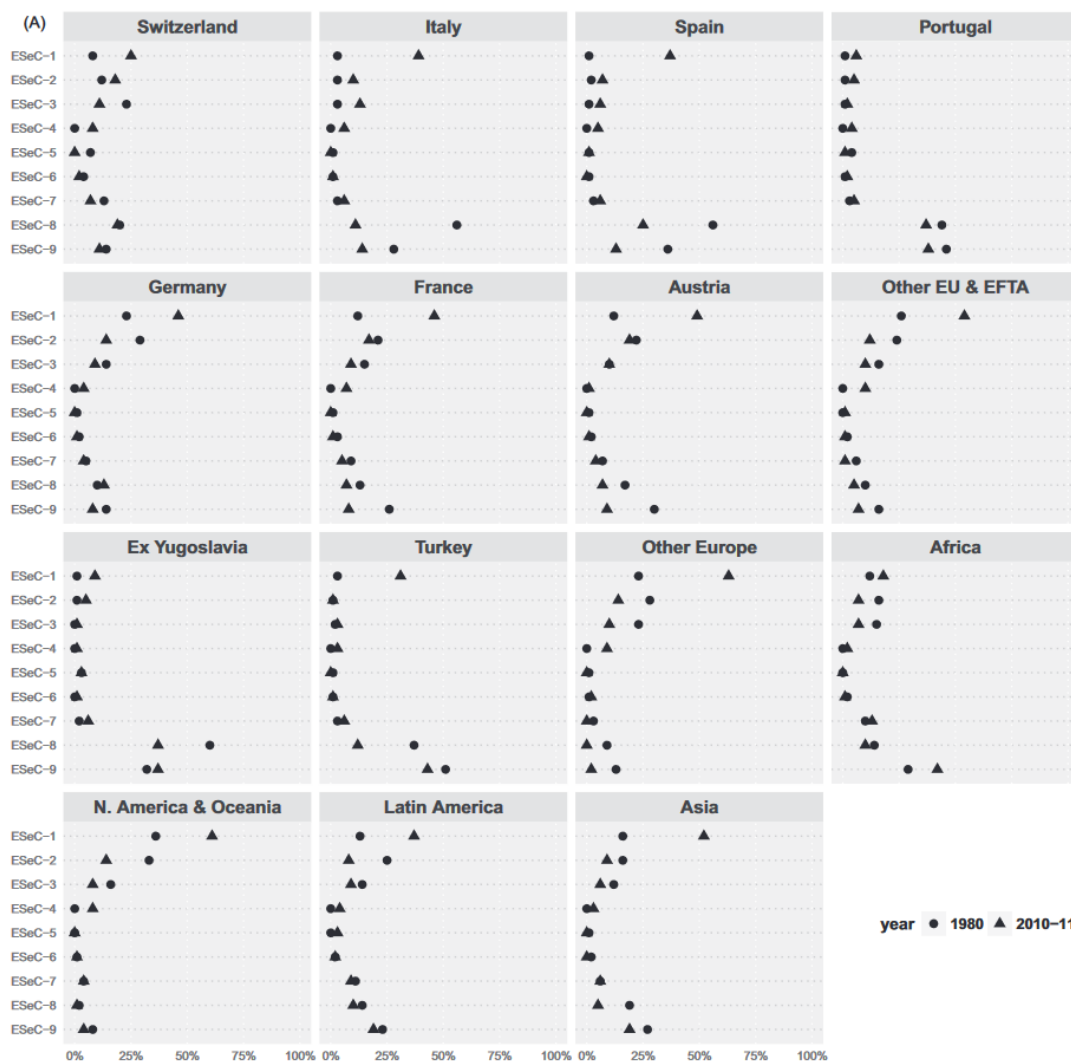 (A)
Switzerland Italy Spain Portugal
ESeC-1
ESeC-2
ESeC-3
ESeC-4
ESeC-5
ESeC-6
ESeC-7
ESeC-8
ESeC-9
Germany France Austria Other EU & EFTA
ESeC-1
ESeC-2
ESeC-3
ESeC-4
ESeC-5
ESeC-6
ESeC-7
ESeC-8
ESeC-9
Ex Yugoslavia Turkey Other Europe Africa
ESeC-1
ESeC-2
ESeC-3
ESeC-4
ESeC-5
ESeC-6
ESeC-7
ESeC-8
ESeC-9
N. America & Oceania Latin America Asia
ESeC-1
ESeC-2
ESeC-3
ESeC-4
ESeC-5
ESeC-6
ESeC-7
ESeC-8
ESeC-9
year 1980 2010-11
0% 25% 50% 75% 100% 0% 25% 50% 75% 100% 0% 25% 50% 75% 100%